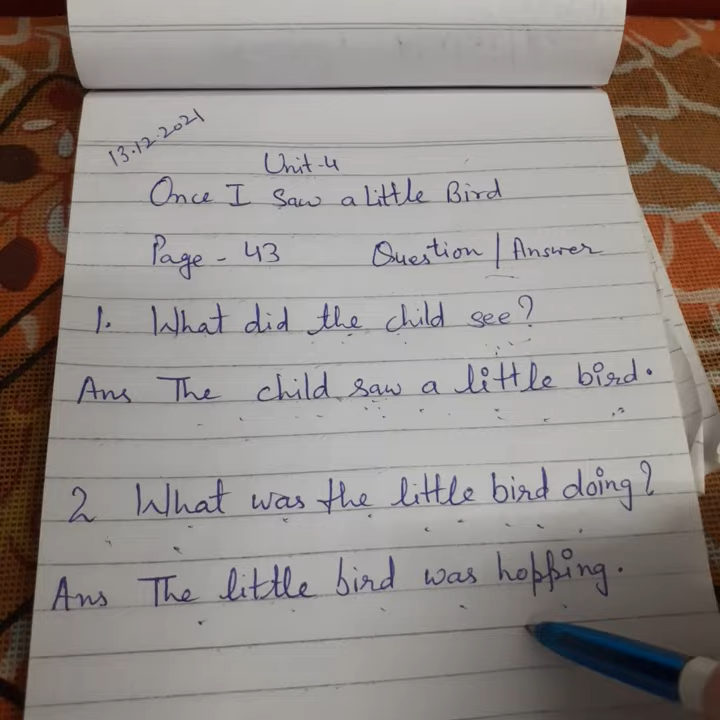 13.12.2021
Unit-4
Once I Saw a Little Bird
Page - 43 Question | Answer
1. What did the child see?
Ans The child saw a little bird.
2 What was the little bird doing?
Ans The little bird was hopping.